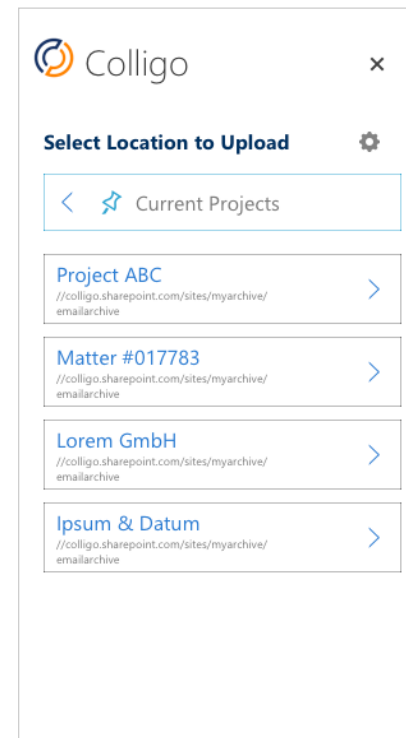 Colligo
Select Location to Upload
Current Projects
Project ABC
//colligo.sharepoint.com/sites/myarchive/
emailarchive
Matter #017783
//colligo.sharepoint.com/sites/myarchive/
emailarchive
Lorem GmbH
//colligo.sharepoint.com/sites/myarchive/
emailarchive
Ipsum & Datum
//colligo.sharepoint.com/sites/myarchive/
emailarchive